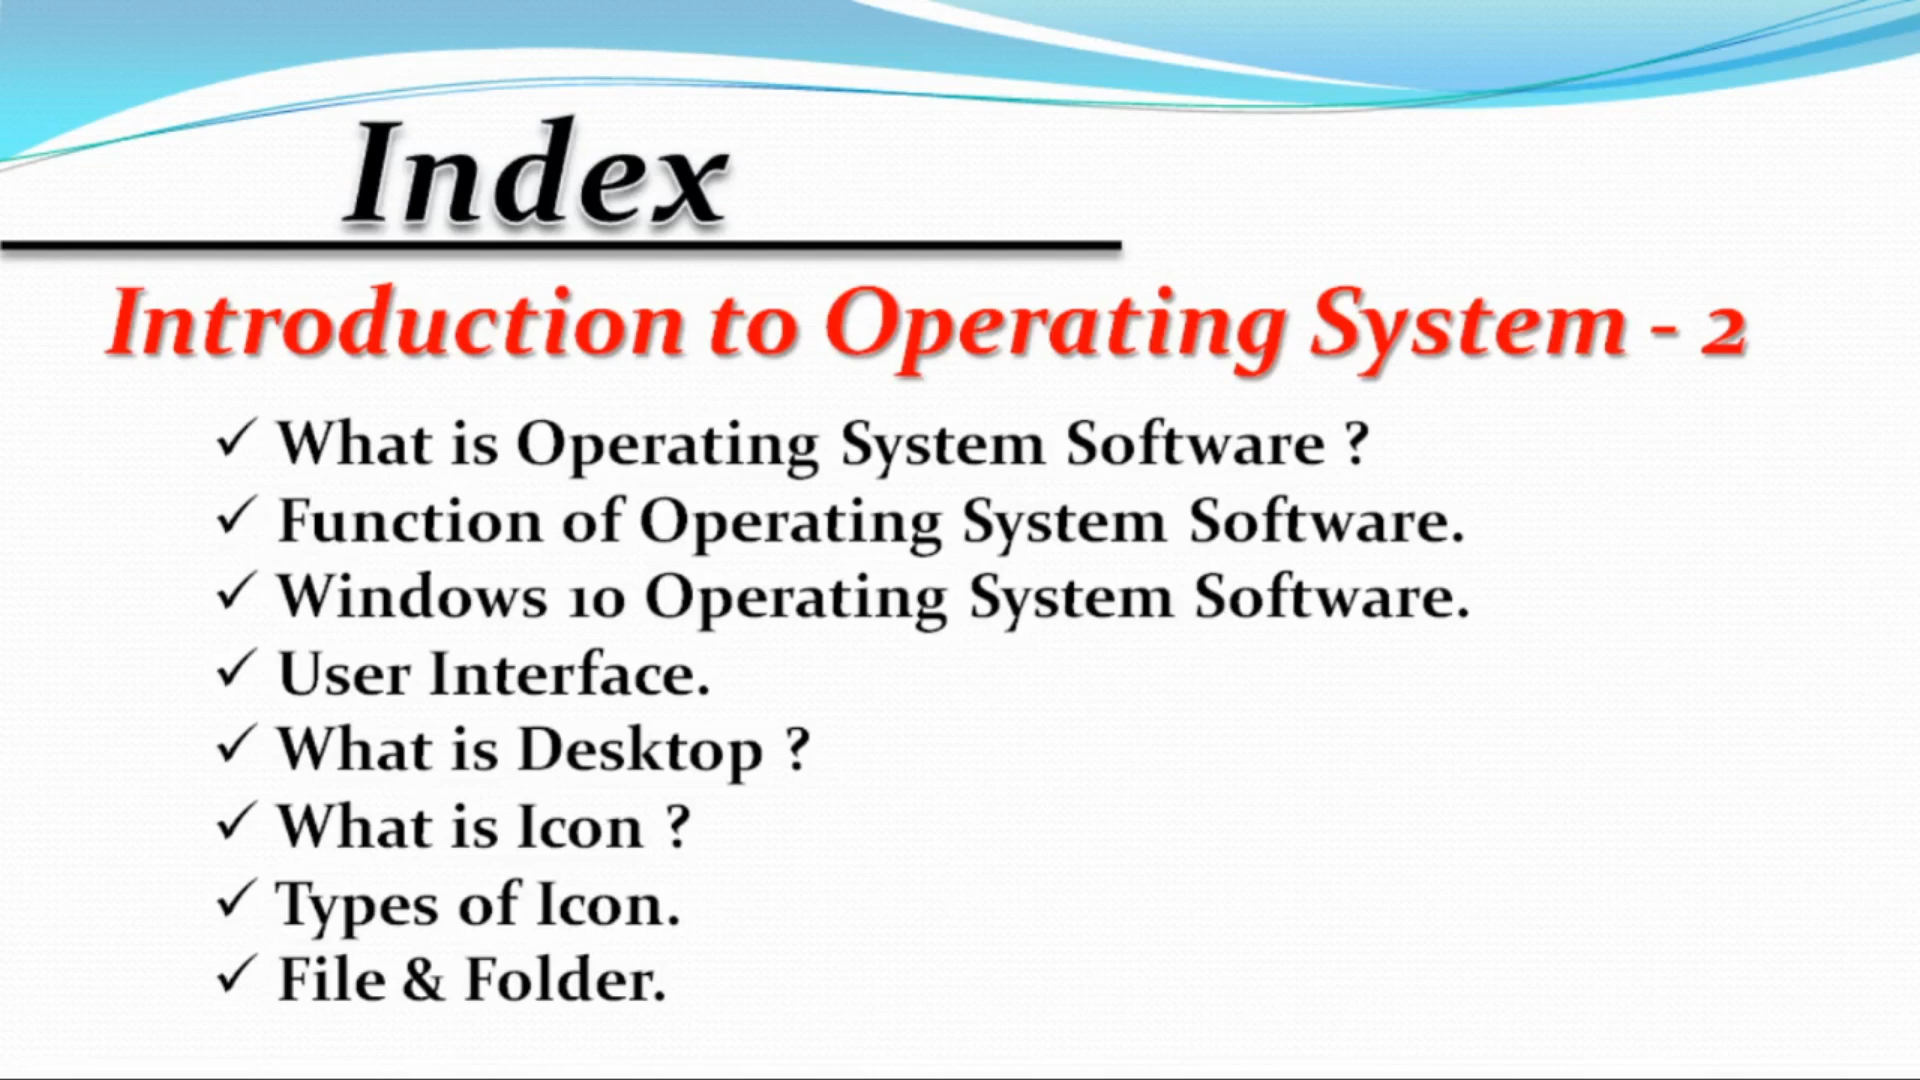 Index
Introduction to Operating System - 2
✓ What is Operating System Software ?
✓ Function of Operating System Software.
✓ Windows 10 Operating System Software.
✓ User Interface.
✓ What is Desktop ?
✓ What is Icon ?
✓ Types of Icon.
✓ File & Folder.